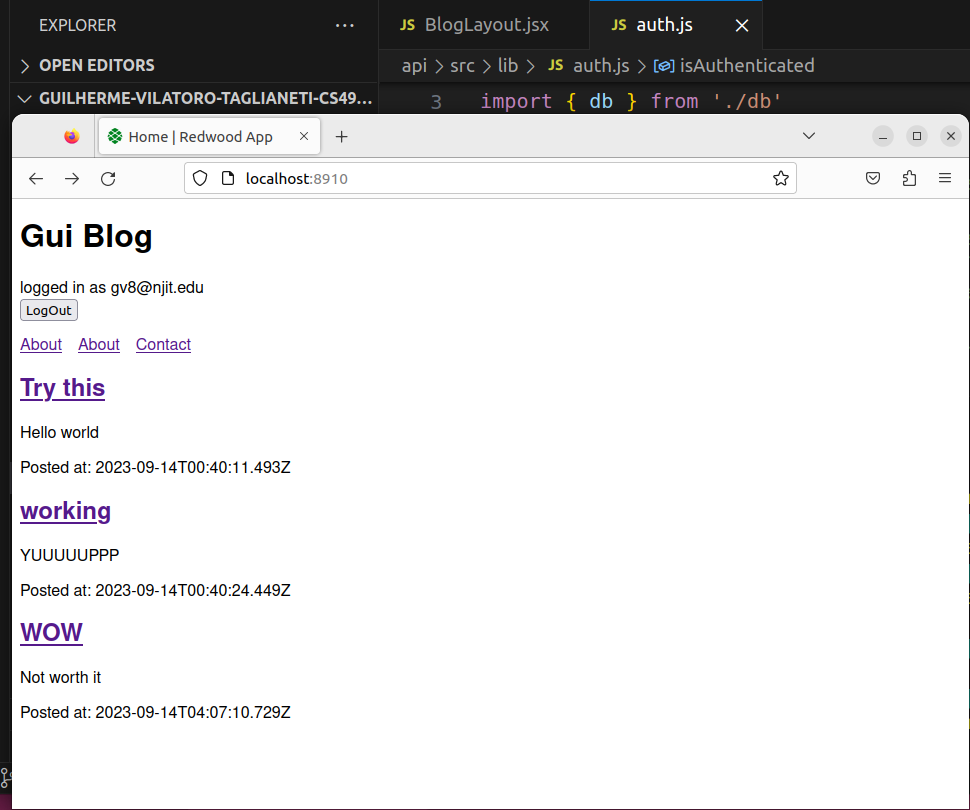 EXPLORER ···
JS BlogLayout.jsx
JS auth.js
OPEN EDITORS
api > src > lib > JS auth.js > isAuthenticated
GUILHERME-VILATORO-TAGLIANETI-CS49...
3 import { db } from './db'
Home | Redwood App
localhost:8910
Gui Blog
logged in as gv8@njit.edu
LogOut
About About Contact
Try this
Hello world
Posted at: 2023-09-14T00:40:11.493Z
working
YUUUUUPPP
Posted at: 2023-09-14T00:40:24.449Z
WOW
Not worth it
Posted at: 2023-09-14T04:07:10.729Z